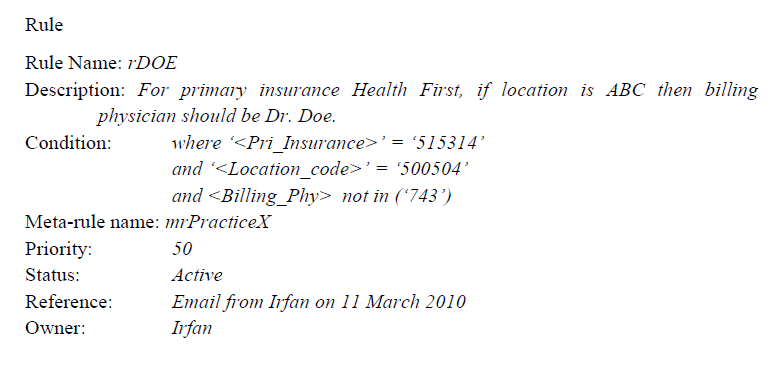 Rule
Rule Name: rDOE
Description: For primary insurance Health First, if location is ABC then billing
physician should be Dr. Doe.
Condition: where ‘<Pri_Insurance>’ = ‘515314’
and ‘<Location_code>’ = ‘500504’
and <Billing_Phy> not in (‘743’)
Meta-rule name: mrPracticeX
Priority: 50
Status: Active
Reference: Email from Irfan on 11 March 2010
Owner: Irfan